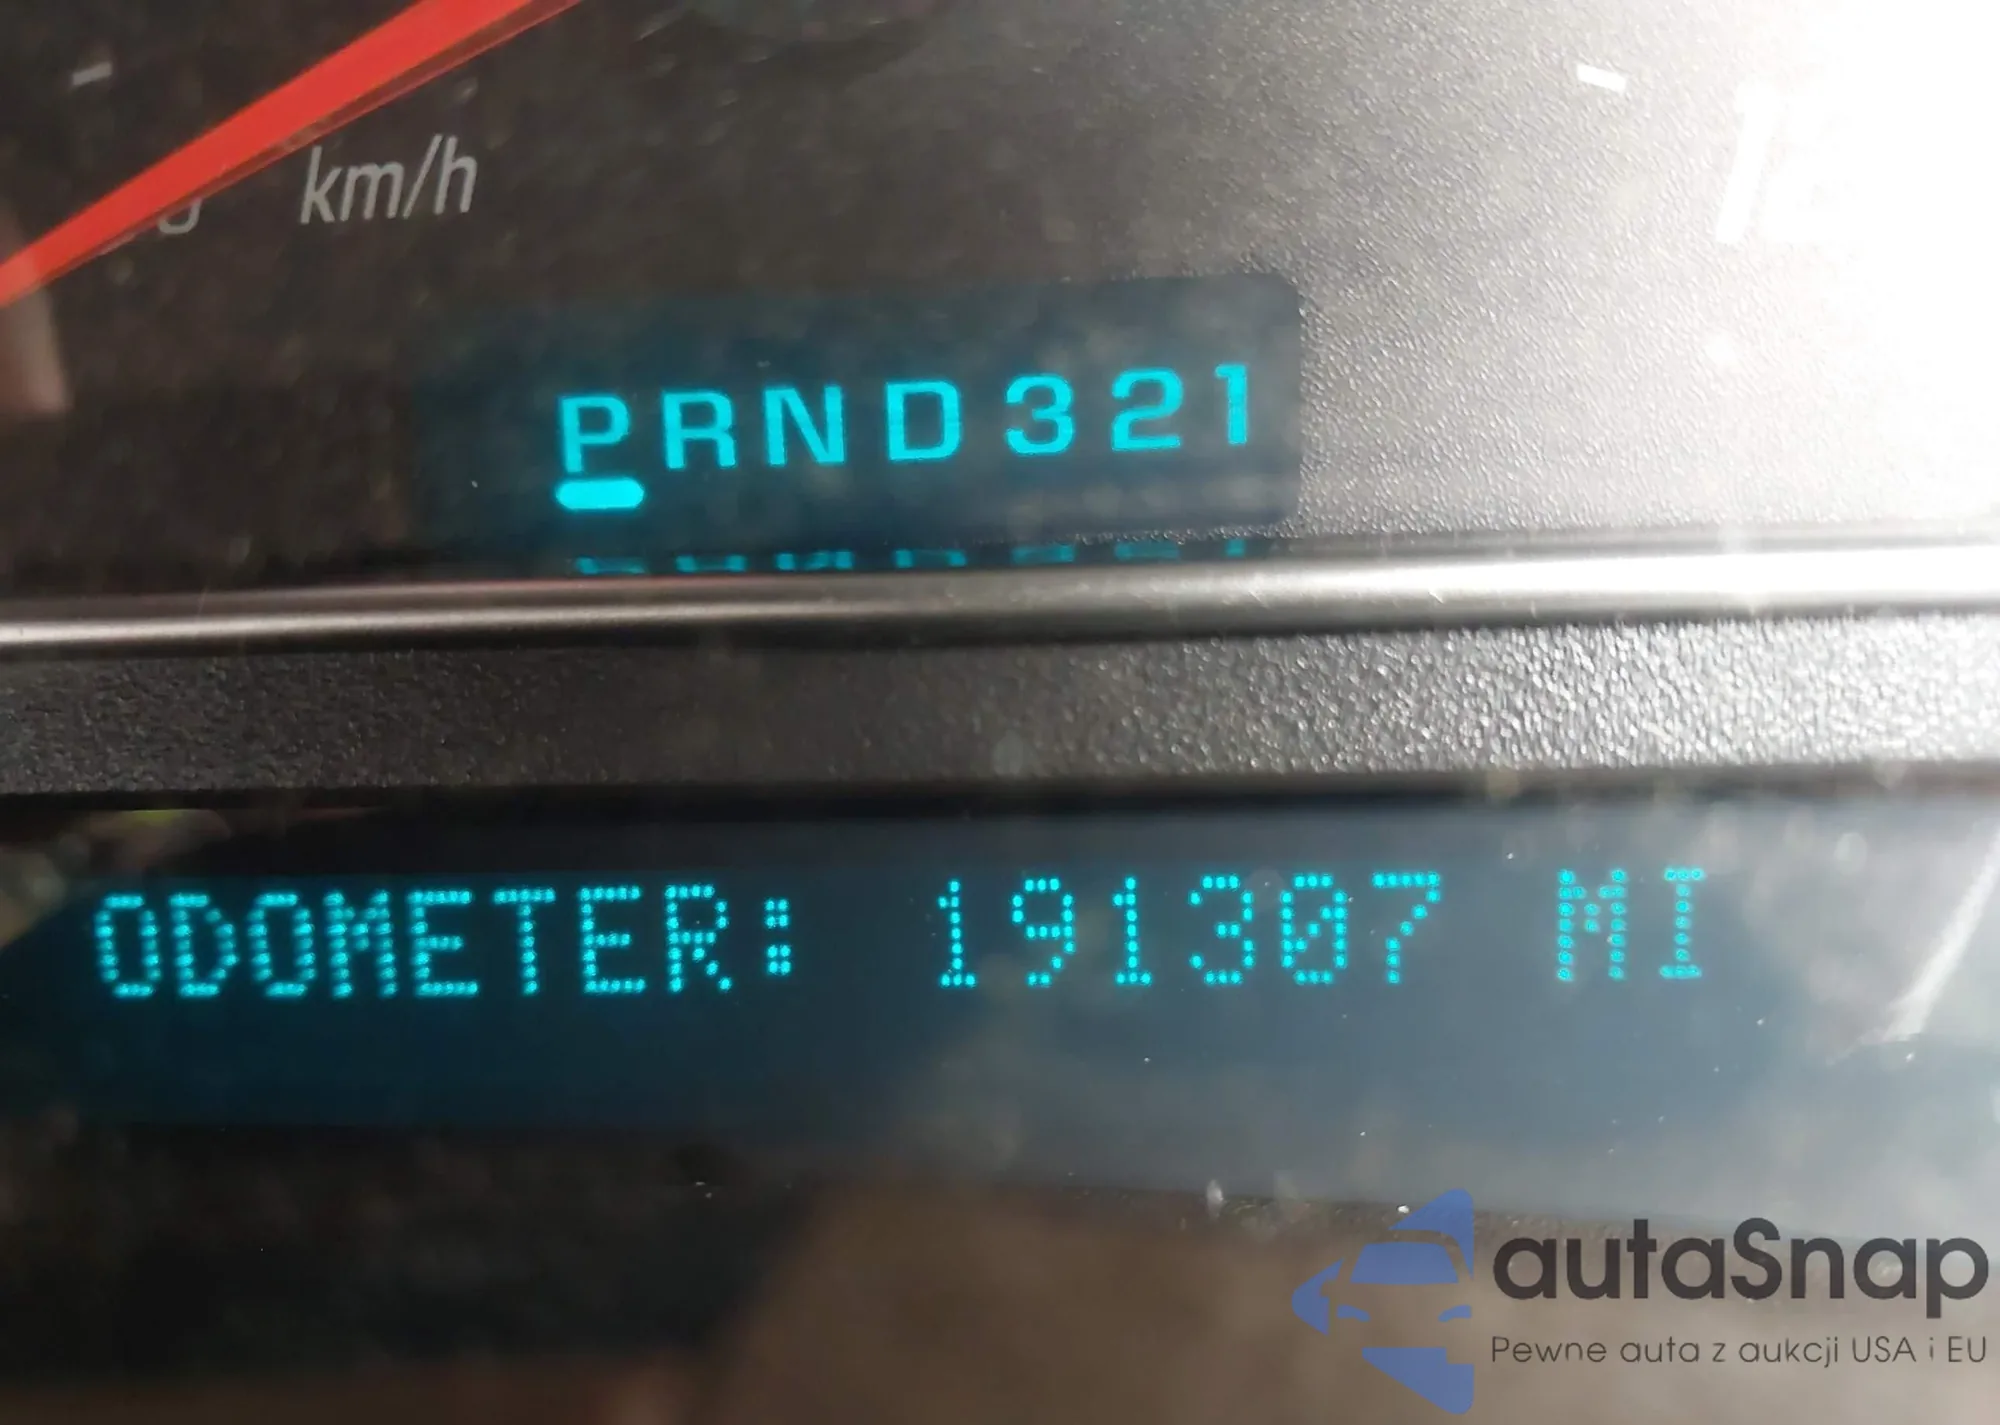 km/h
PRND321
ODOMETER: 191307 MI
autaSnap
Pewne auta z aukcji USA i EU